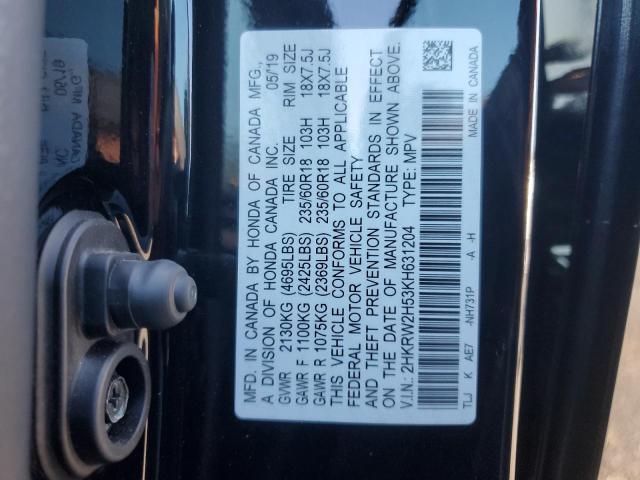 MFD. IN CANADA BY HONDA OF CANADA MFG.,
A DIVISION OF HONDA CANADA INC. 05/19
GVWR 2130KG (4695LBS) TIRE SIZE RIM SIZE
GAWR F 1100KG (2425LBS) 235/60R18 103H 18X7.5J
GAWR R 1075KG (2369LBS) 235/60R18 103H 18X7.5J
THIS VEHICLE CONFORMS TO ALL APPLICABLE
FEDERAL MOTOR VEHICLE SAFETY
AND THEFT PREVENTION STANDARDS IN EFFECT
ON THE DATE OF MANUFACTURE SHOWN ABOVE.
V.I.N.: 2HKRW2H53KH631204 TYPE: MPV
TLJ K AE7 -NH731P -A -H MADE IN CANADA